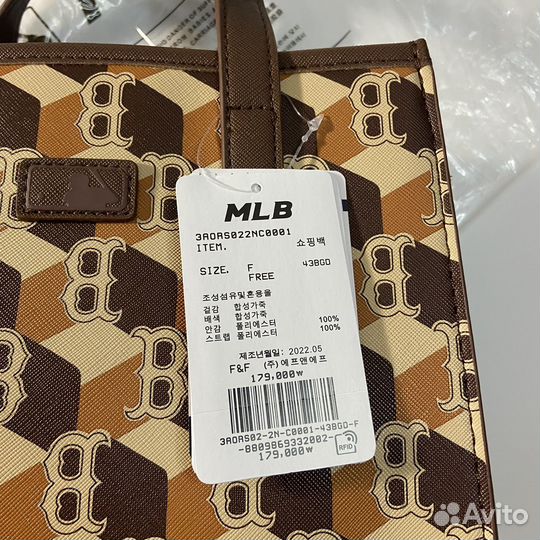 MLB
3AORS022NC0001
ITEM. 쇼핑백
SIZE. F 43BGD
FREE
조성섬유및혼용율
겉감 합성가죽
배색 합성가죽 100%
안감 폴리에스터 100%
스트랩 폴리에스터
제조년월일: 2022.05
F&F (주)에프앤에프
179,000₩
3AORS02-2N-C0001-43BGD-F
-8809869332002-
179,000₩
RFID
Avito